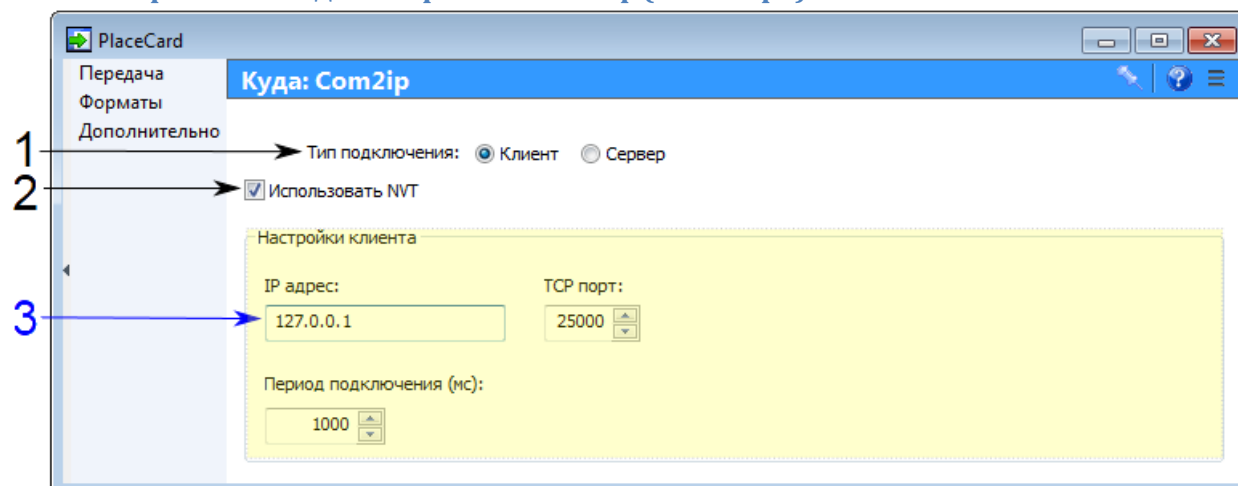 PlaceCard
Передача
Форматы
Дополнительно
Куда: Com2ip
1
Тип подключения: Клиент Сервер
2
Использовать NVT
Настройки клиента
IP адрес: TCP порт:
3
127.0.0.1 25000
Период подключения (мс):
1000